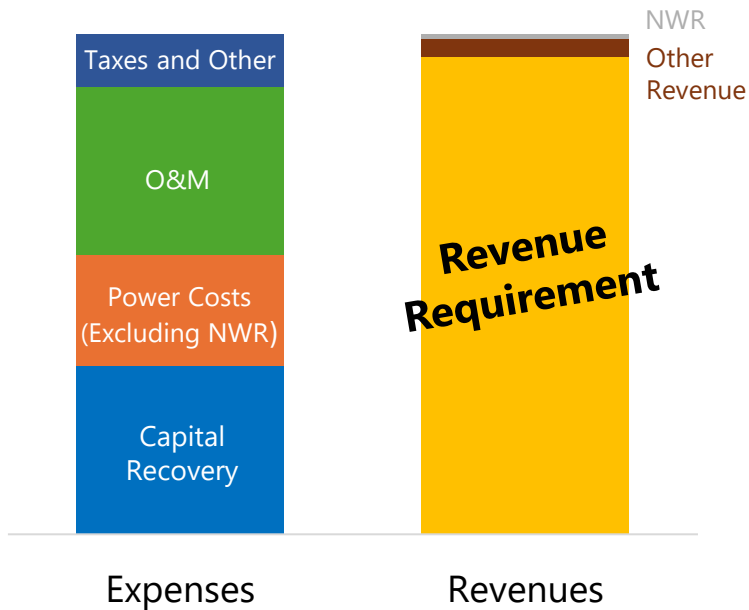 NWR
Other
Revenue
Taxes and Other
O&M
Power Costs
(Excluding NWR)
Capital
Recovery
Revenue
Requirement
Expenses
Revenues